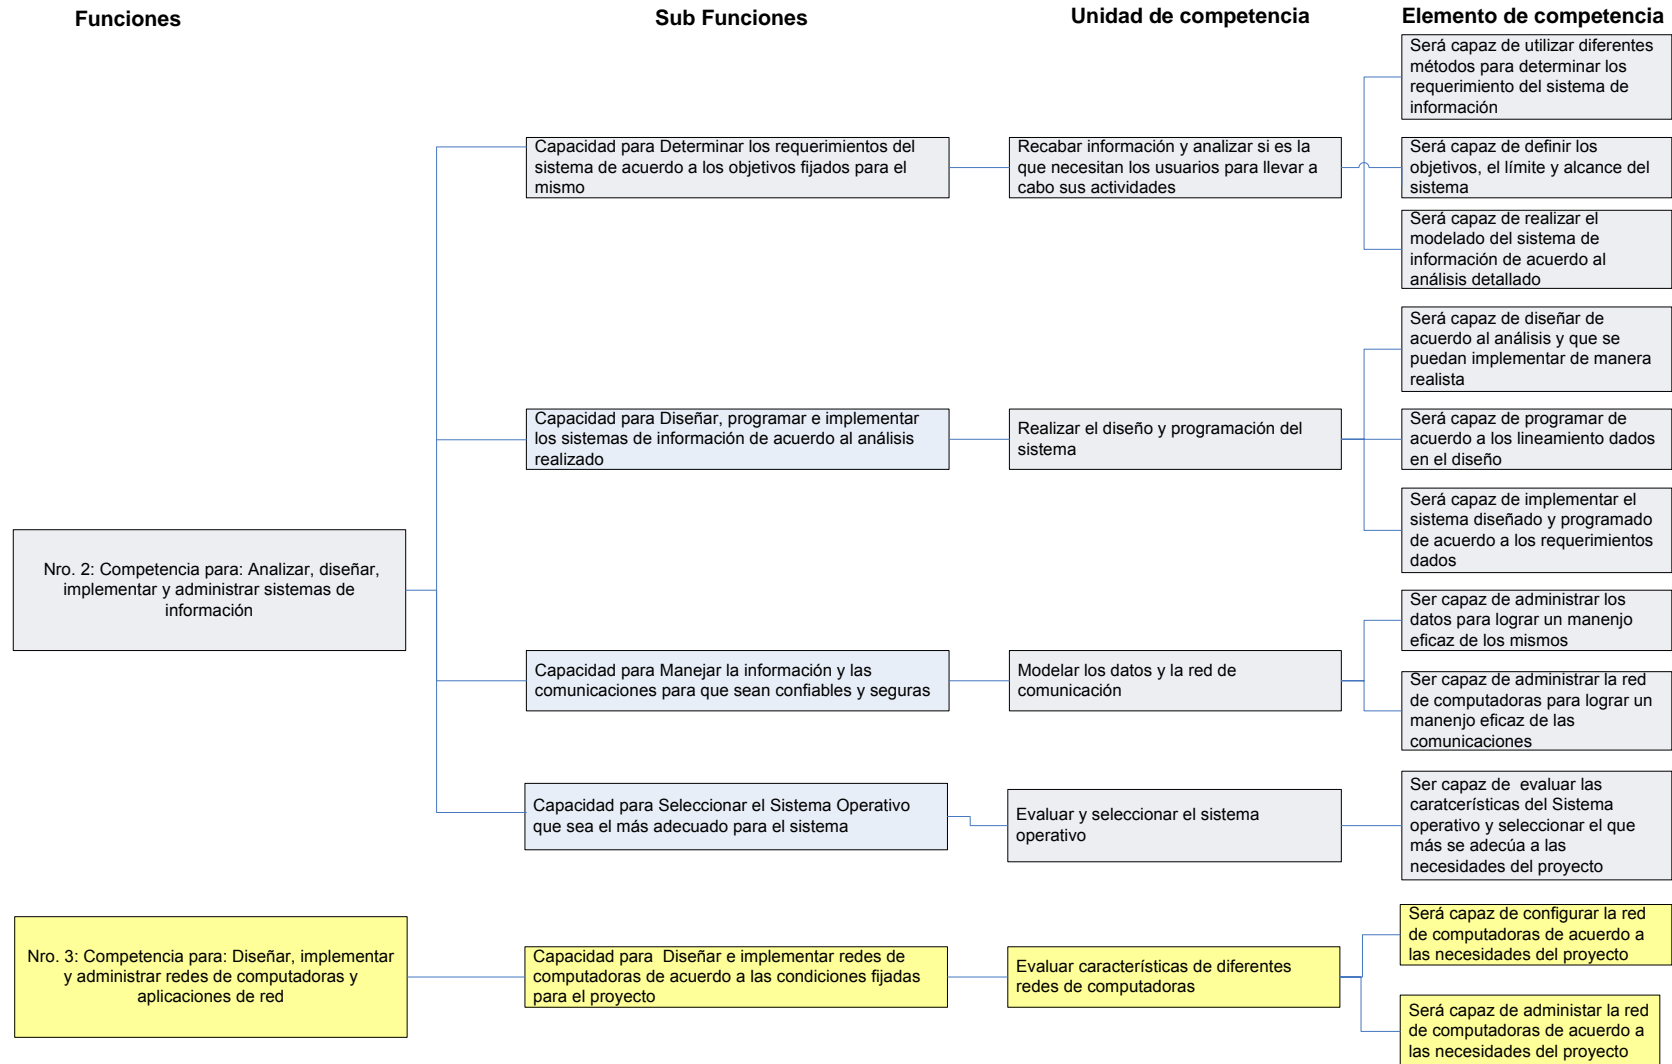 Funciones
Sub Funciones
Unidad de competencia
Elemento de competencia
Será capaz de utilizar diferentes
métodos para determinar los
requerimiento del sistema de
información
Capacidad para Determinar los requerimientos del
sistema de acuerdo a los objetivos fijados para el
mismo
Recabar información y analizar si es la
que necesitan los usuarios para llevar a
cabo sus actividades
Será capaz de definir los
objetivos, el límite y alcance del
sistema
Será capaz de realizar el
modelado del sistema de
información de acuerdo al
análisis detallado
Será capaz de diseñar de
acuerdo al análisis y que se
puedan implementar de manera
realista
Capacidad para Diseñar, programar e implementar
los sistemas de información de acuerdo al análisis
realizado
Realizar el diseño y programación del
sistema
Será capaz de programar de
acuerdo a los lineamiento dados
en el diseño
Será capaz de implementar el
sistema diseñado y programado
de acuerdo a los requerimientos
dados
Nro. 2: Competencia para: Analizar, diseñar,
implementar y administrar sistemas de
información
Ser capaz de administrar los
datos para lograr un manenjo
eficaz de los mismos
Capacidad para Manejar la información y las
comunicaciones para que sean confiables y seguras
Modelar los datos y la red de
comunicación
Ser capaz de administrar la red
de computadoras para lograr un
manenjo eficaz de las
comunicaciones
Capacidad para Seleccionar el Sistema Operativo
que sea el más adecuado para el sistema
Evaluar y seleccionar el sistema
operativo
Ser capaz de  evaluar las
caratcerísticas del Sistema
operativo y seleccionar el que
más se adecúa a las
necesidades del proyecto
Nro. 3: Competencia para: Diseñar, implementar
y administrar redes de computadoras y
aplicaciones de red
Capacidad para  Diseñar e implementar redes de
computadoras de acuerdo a las condiciones fijadas
para el proyecto
Evaluar características de diferentes
redes de computadoras
Será capaz de configurar la red
de computadoras de acuerdo a
las necesidades del proyecto
Será capaz de administar la red
de computadoras de acuerdo a
las necesidades del proyecto